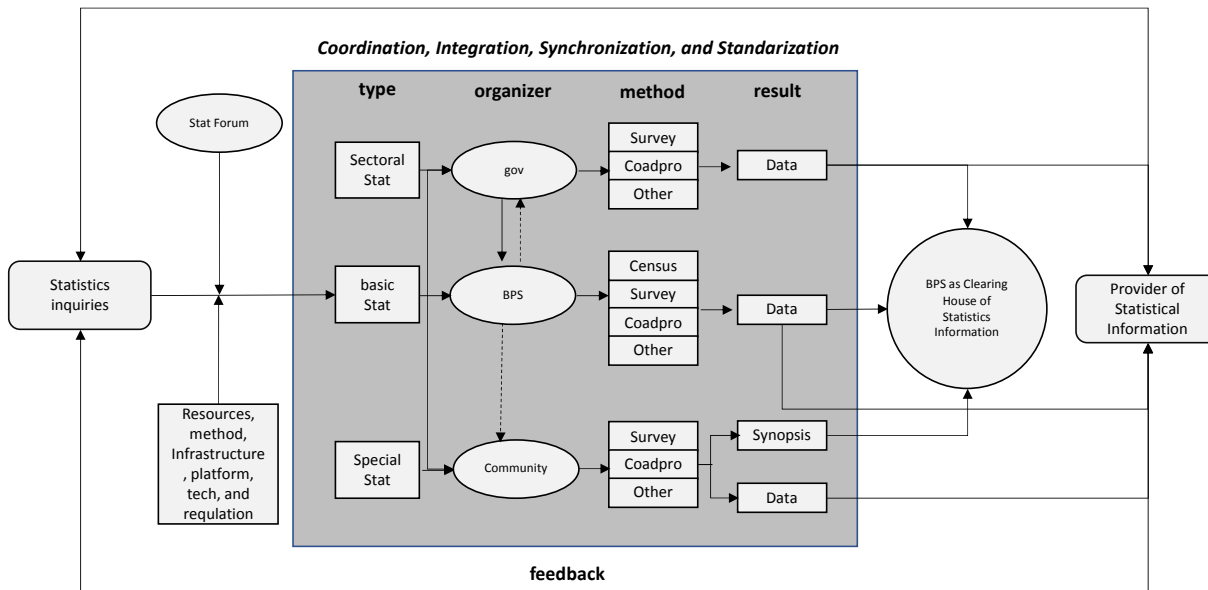 Coordination, Integration, Synchronization, and Standarization
type
organizer
method
result
Stat Forum
Sectoral
Stat
gov
Survey
Coadpro
Other
Data
Statistics
inquiries
basic
Stat
BPS
Census
Survey
Coadpro
Other
Data
BPS as Clearing
House of
Statistics
Information
Provider of
Statistical
Information
Resources,
method,
Infrastructure
, platform,
tech, and
requlation
Special
Stat
Community
Survey
Coadpro
Other
Synopsis
Data
feedback